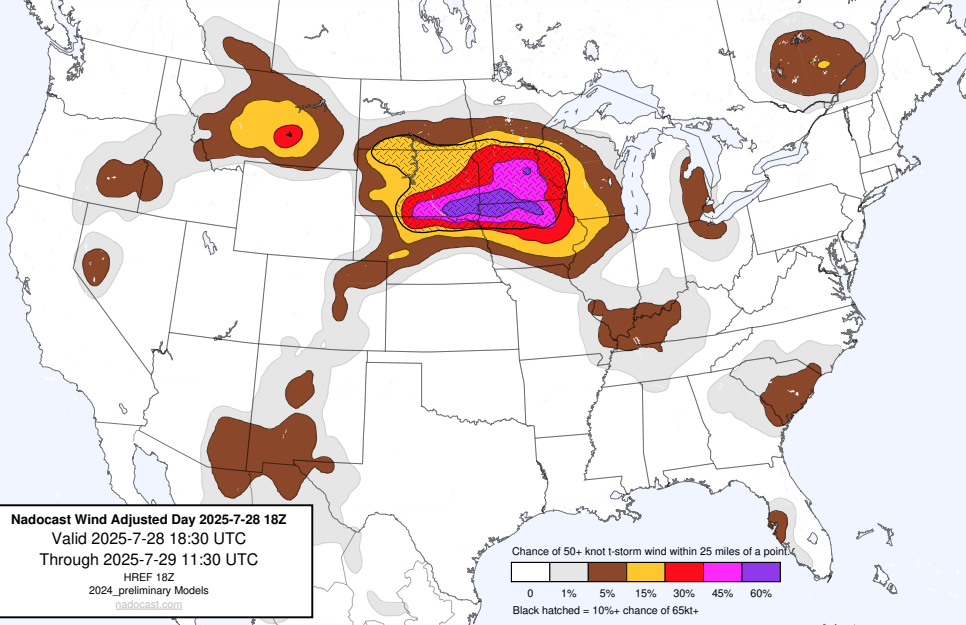 Nadocast Wind Adjusted Day 2025-7-28 18Z
Valid 2025-7-28 18:30 UTC
Through 2025-7-29 11:30 UTC
HREF 18Z
2024_preliminary Models
nadocast.com
Chance of 50+ knot t-storm wind within 25 miles of a point.
0 1% 5% 15% 30% 45% 60%
Black hatched = 10%+ chance of 65kt+